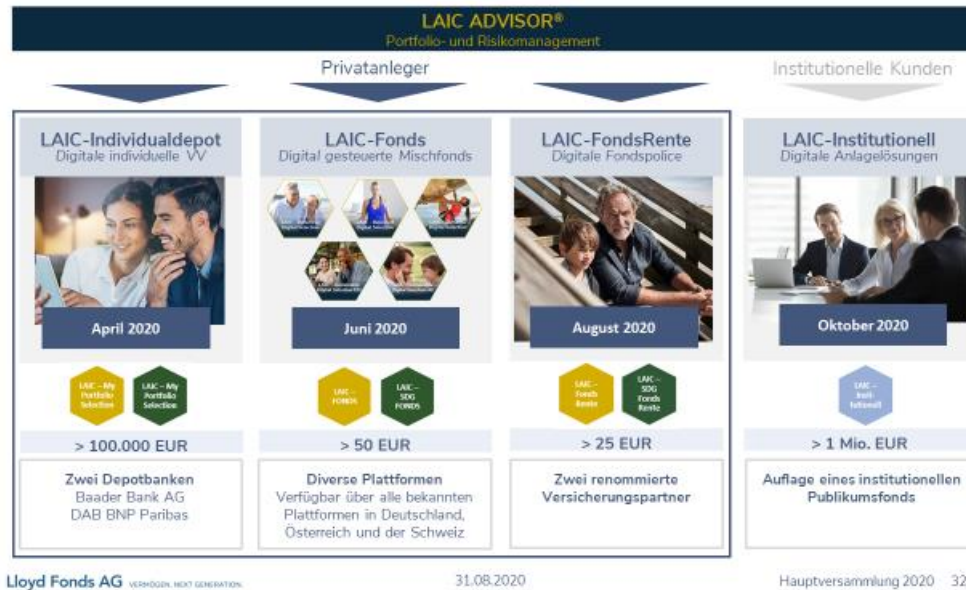 LAIC ADVISOR®
Portfolio- und Risikomanagement
Privatanleger
Institutionelle Kunden
LAIC-Individualdepot
Digitale individuelle VV
April 2020
LAIC – My
Portfolio
Selection
LAIC – My
Portfolio
Selection
> 100.000 EUR
Zwei Depotbanken
Baader Bank AG
DAB BNP Paribas
LAIC-Fonds
Digital gesteuerte Mischfonds
Juni 2020
LAIC –
FONDS
LAIC –
SDG
FONDS
> 50 EUR
Diverse Plattformen
Verfügbar über alle bekannten
Plattformen in Deutschland,
Österreich und der Schweiz
LAIC-FondsRente
Digitale Fondspolice
August 2020
LAIC –
Fonds
Rente
LAIC –
SDG
Fonds
Rente
> 25 EUR
Zwei renommierte
Versicherungspartner
LAIC-Institutionell
Digitale Anlagelösungen
Oktober 2020
LAIC –
Insti-
tutionell
> 1 Mio. EUR
Auflage eines institutionellen
Publikumsfonds
Lloyd Fonds AG VERMÖGEN. NEXT GENERATION.
31.08.2020
Hauptversammlung 2020 32